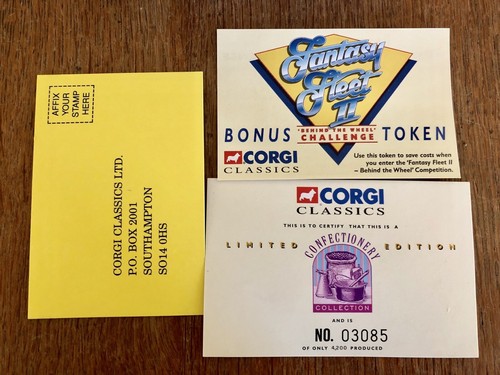 AFFIX
YOUR
STAMP
HERE
CORGI CLASSICS LTD.
P.O. BOX 2001
SOUTHAMPTON
SO14 0HS
Fantasy
Fleet
II
BONUS 'BEHIND THE WHEEL' TOKEN
CHALLENGE
CORGI
CLASSICS
Use this token to save costs when
you enter the 'Fantasy Fleet II
– Behind the Wheel' Competition.
CORGI
CLASSICS
THIS IS TO CERTIFY THAT THIS IS A
LIMITED EDITION
CONFECTIONERY
COLLECTION
AND IS
NO. 03085
OF ONLY 4,200 PRODUCED